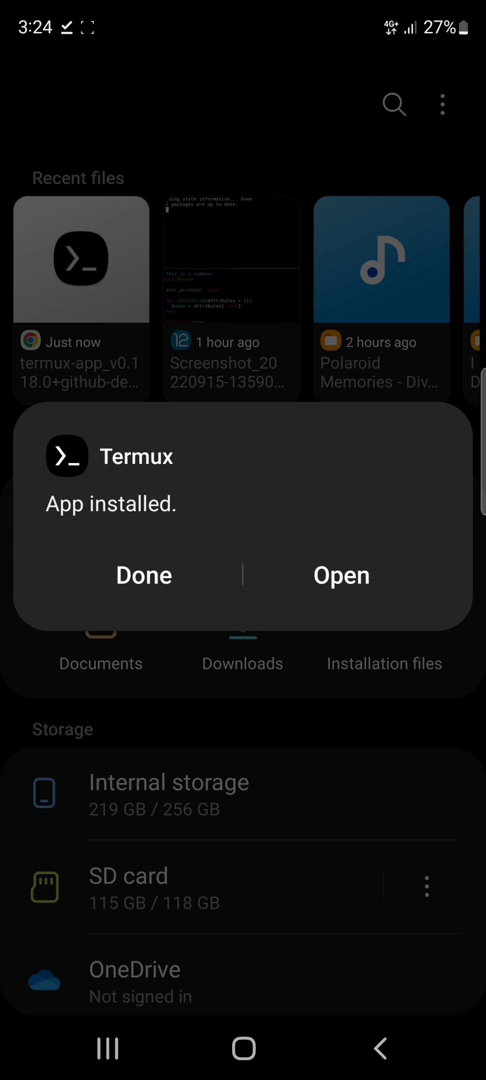 3:24
4G+
27%
Recent files
Just now
termux-app_v0.1
18.0+github-de...
1 hour ago
Screenshot_20
220915-13590...
2 hours ago
Polaroid
Memories - Div...
Termux
App installed.
Done
Open
Documents
Downloads
Installation files
Storage
Internal storage
219 GB / 256 GB
SD card
115 GB / 118 GB
OneDrive
Not signed in